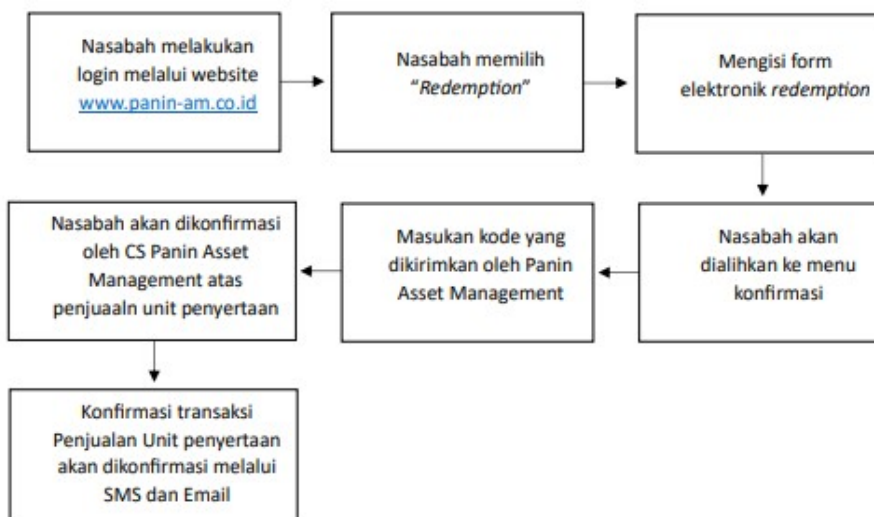 Nasabah melakukan
login melalui website
www.panin-am.co.id
Nasabah memilih
“Redemption”
Mengisi form
elektronik redemption
Nasabah akan
dialihkan ke menu
konfirmasi
Masukan kode yang
dikirimkan oleh Panin
Asset Management
Nasabah akan dikonfirmasi
oleh CS Panin Asset
Management atas
penjuaaln unit penyertaan
Konfirmasi transaksi
Penjualan Unit penyertaan
akan dikonfirmasi melalui
SMS dan Email